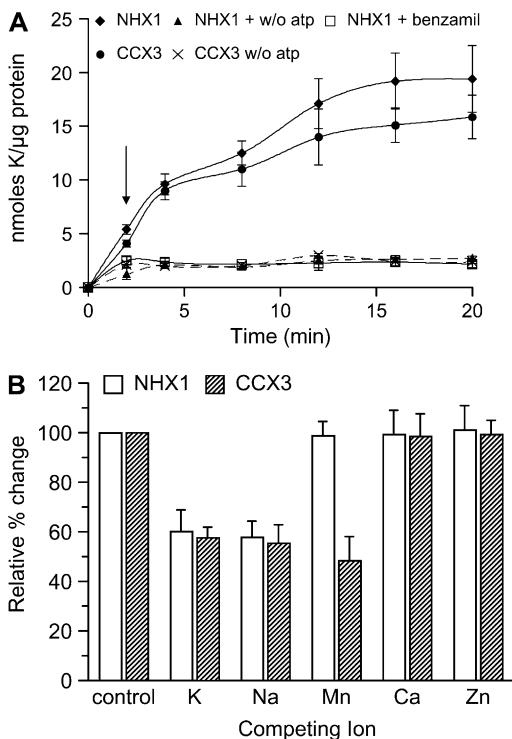 A
NHX1
NHX1 + w/o atp
NHX1 + benzamil
CCX3
CCX3 w/o atp
25
20
15
10
5
0
nmoles K/µg protein
0 5 10 15 20
Time (min)
B
NHX1
CCX3
120
100
80
60
40
20
0
Relative % change
control K Na Mn Ca Zn
Competing Ion